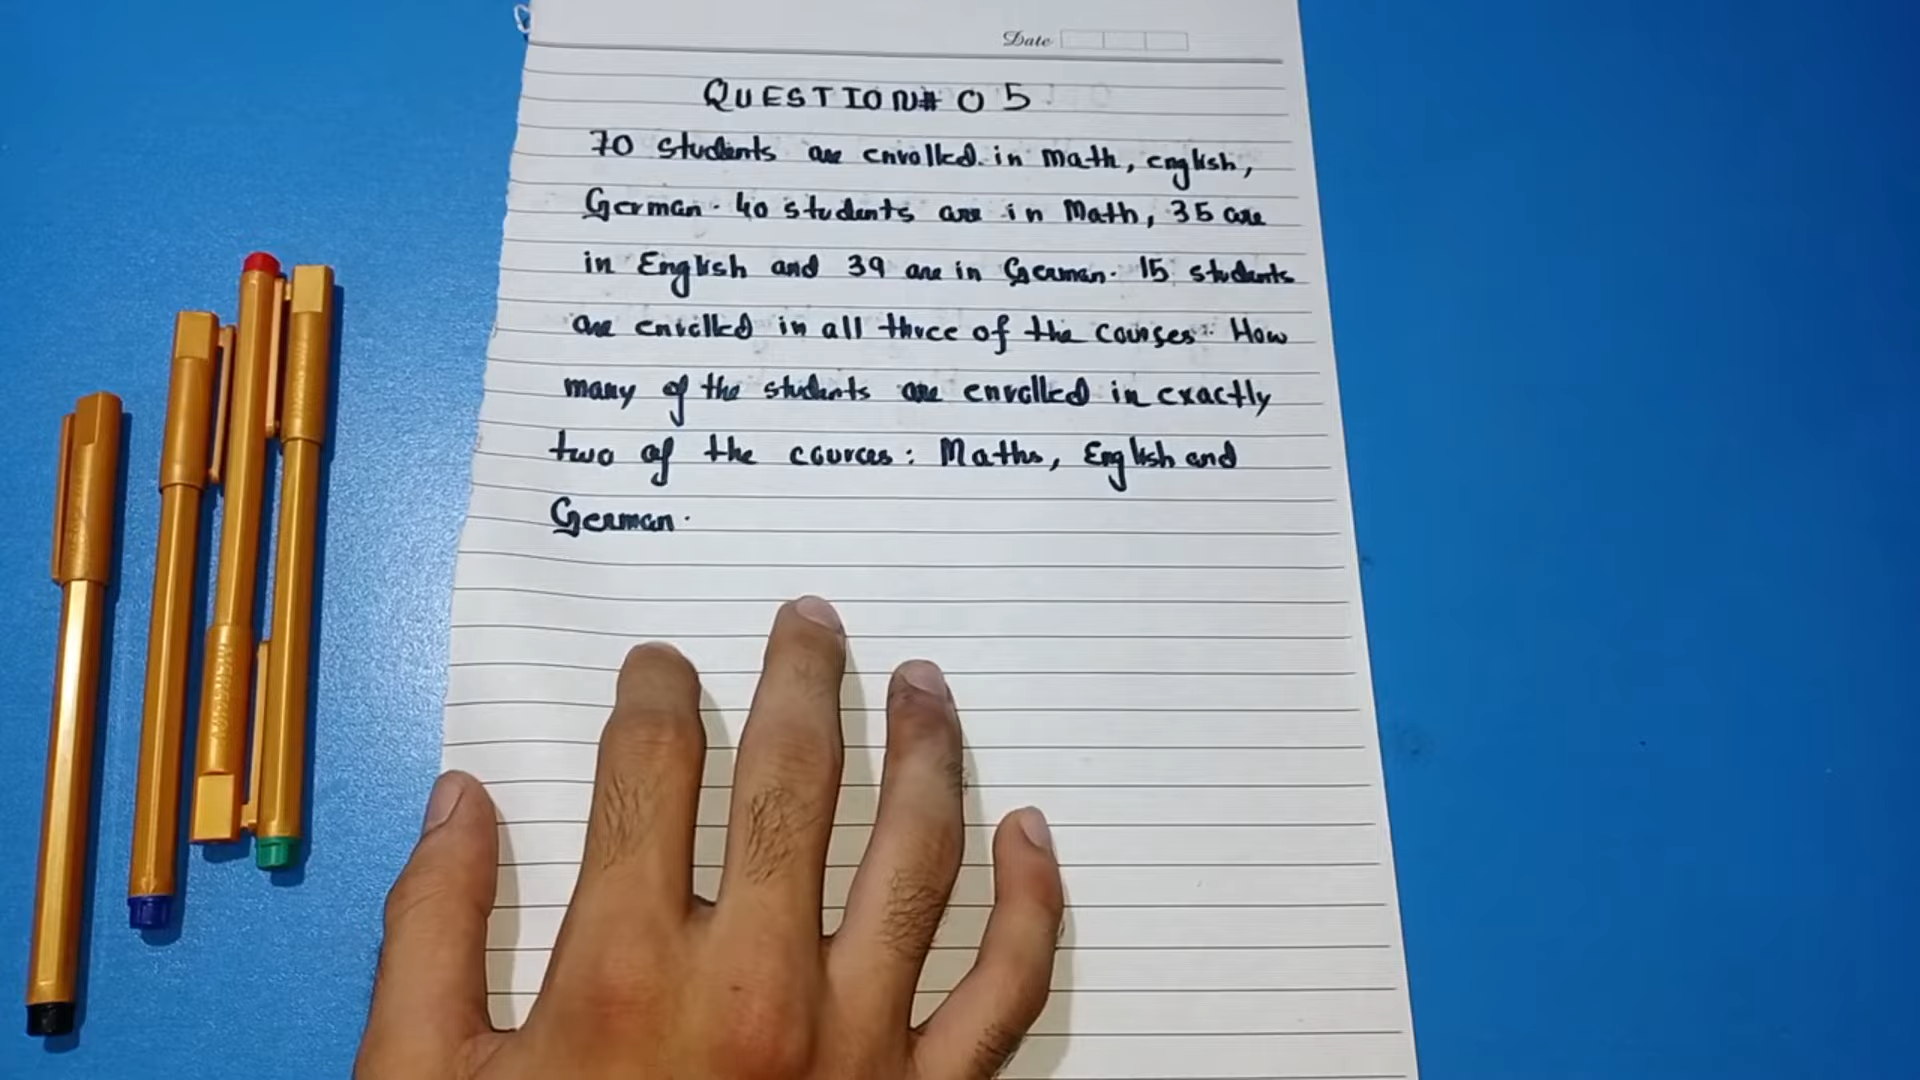 Date
QUESTION# 05
70 students are enrolled in math, english,
German. 40 students are in Math, 35 are
in English and 39 are in German. 15 students
are enrolled in all three of the courses. How
many of the students are enrolled in exactly
two of the cources: Maths, English and
German.